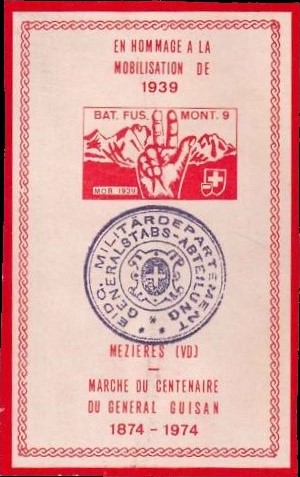 EN HOMMAGE A LA
MOBILISATION DE
1939
BAT. FUS. MONT. 9
MOB 1939
EIDG. MILITÄRDEPARTEMENT
GENERALSTABS-ABTEILUNG
MEZIERES (VD)
MARCHE DU CENTENAIRE
DU GENERAL GUISAN
1874 - 1974